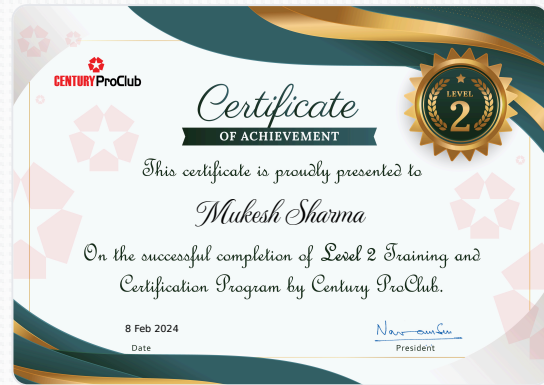 CENTURY ProClub
Certificate
OF ACHIEVEMENT
LEVEL
2
This certificate is proudly presented to
Mukesh Sharma
On the successful completion of Level 2 Training and
Certification Program by Century ProClub.
8 Feb 2024
Date
President